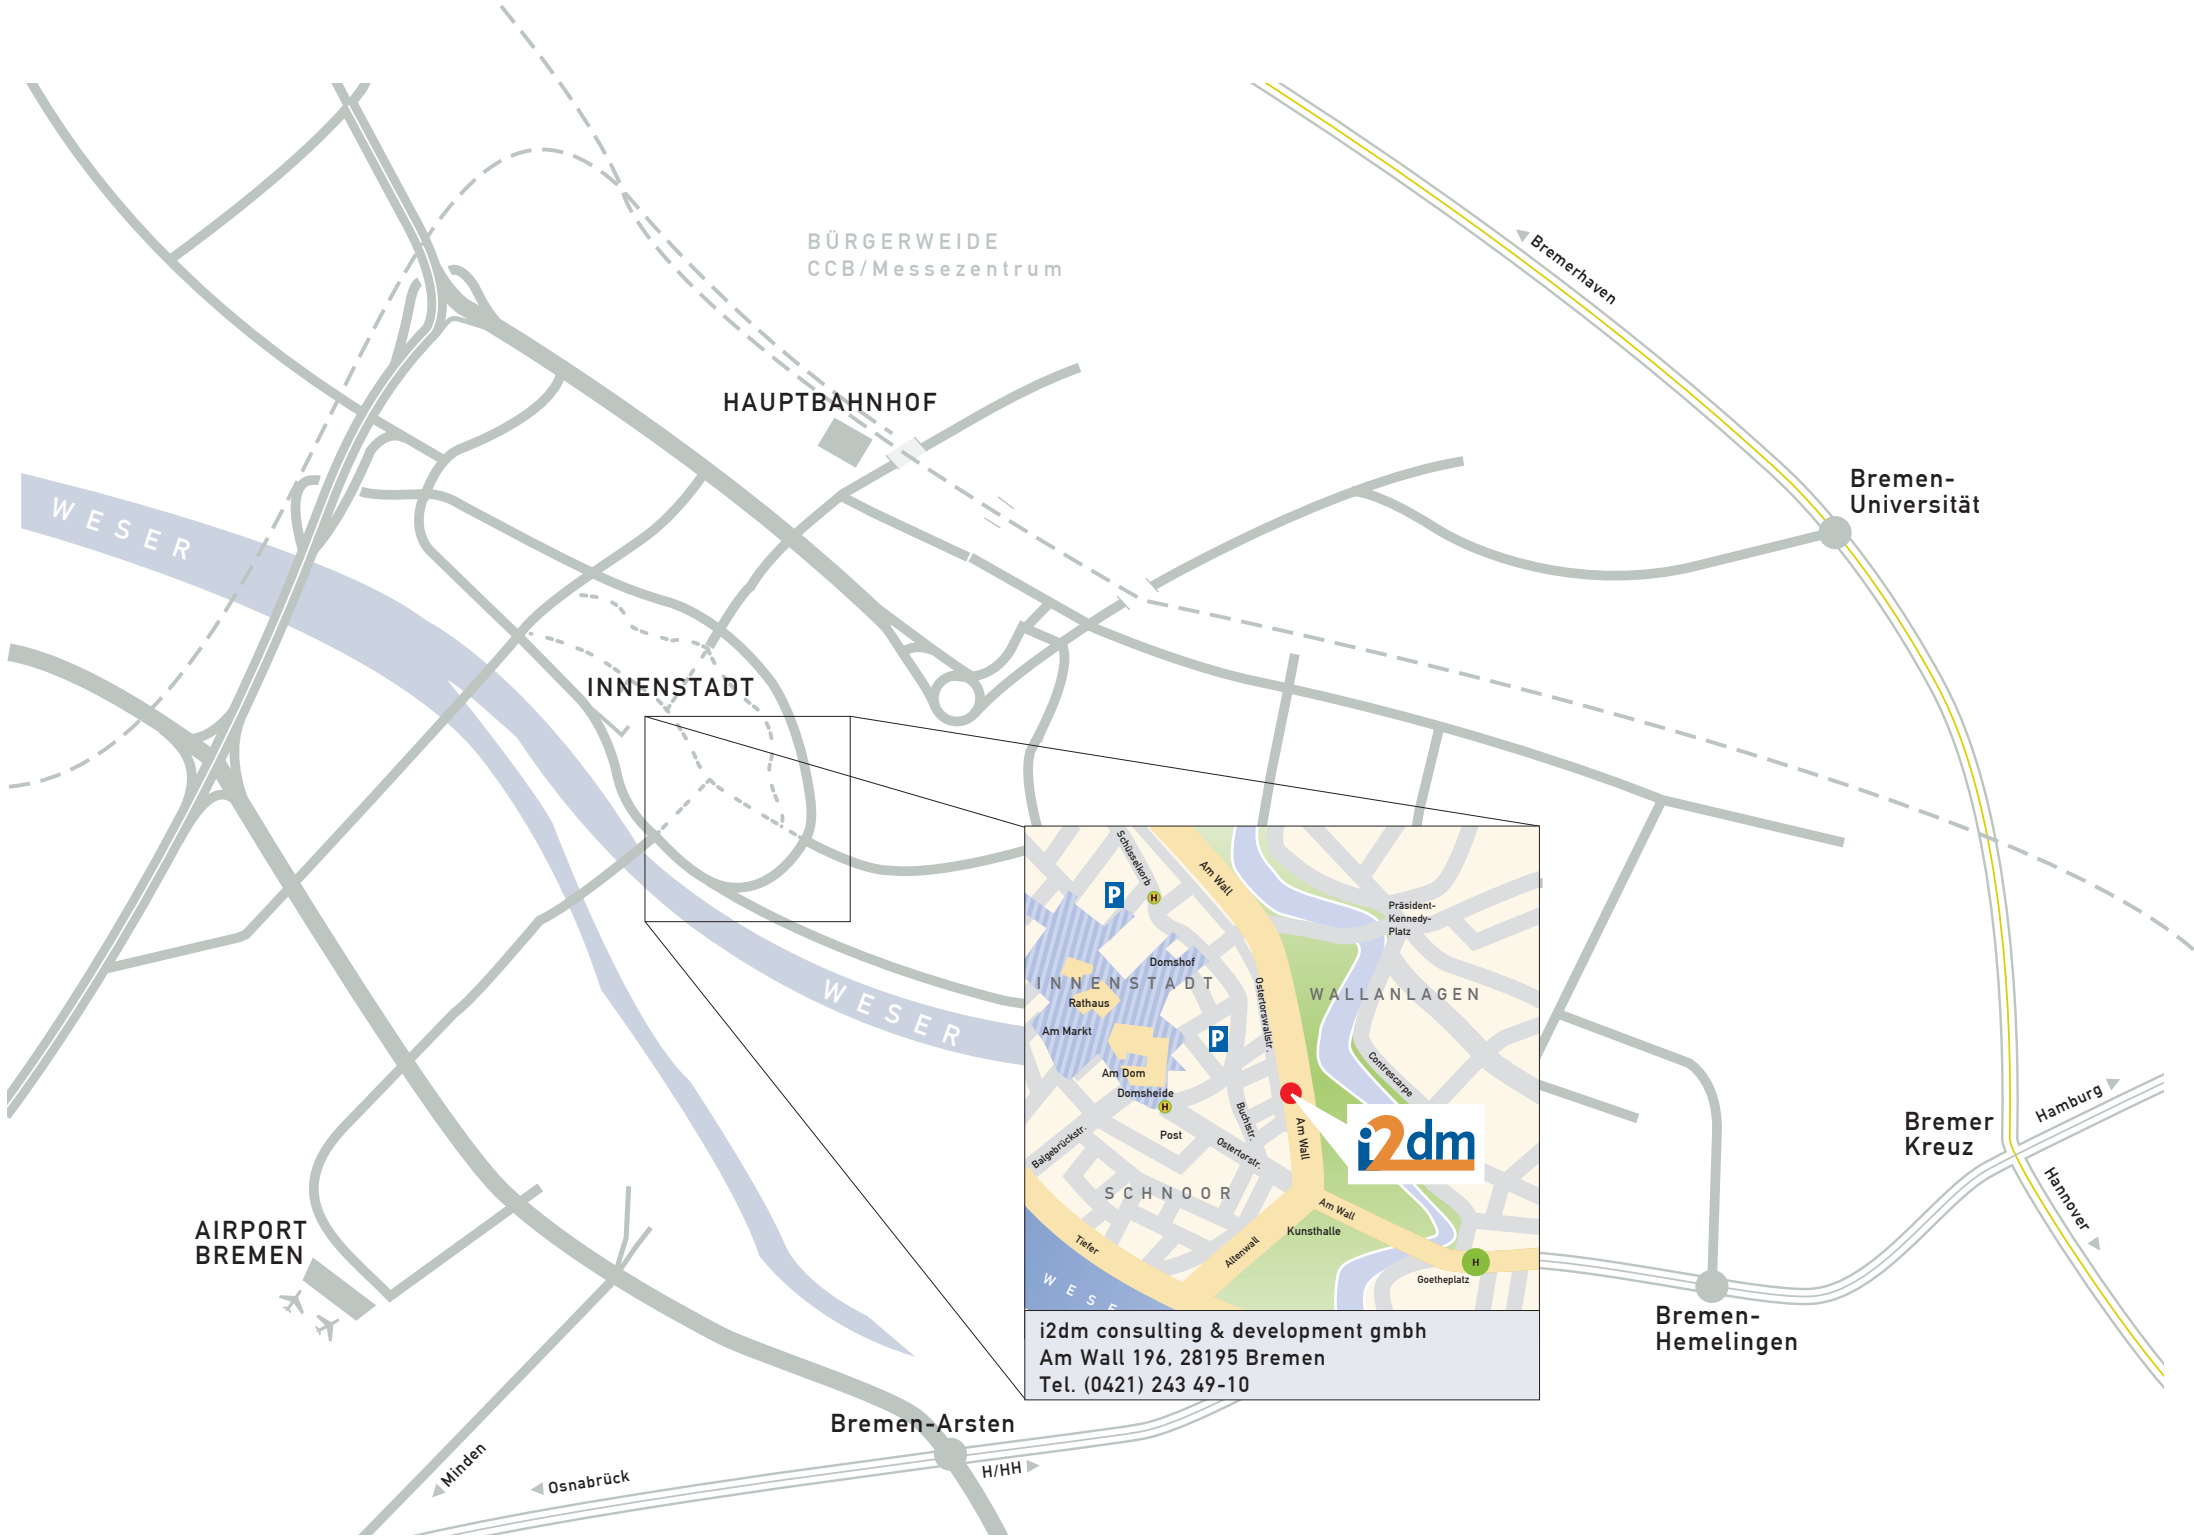 BÜRGERWEIDE
CCB/Messezentrum
Bremerhaven
HAUPTBAHNHOF
Bremen-
Universität
WESER
INNENSTADT
Schüsselkorb
Am Wall
P
H
Präsident-
Kennedy-
Platz
Domshof
INNENSTADT
WALLANLAGEN
Rathaus
Ostertorswallstr.
Am Markt
P
WESER
Contrescarpe
Am Dom
Domsheide
H
Buchtstr.
Am Wall
i2dm
Post
Balgebrückstr.
Ostertorstr.
SCHNOOR
Am Wall
Kunsthalle
Tiefer
Altenwall
H
Goetheplatz
WESE
Hamburg
Bremer
Kreuz
Hannover
AIRPORT
BREMEN
Bremen-
Hemelingen
i2dm consulting & development gmbh
Am Wall 196, 28195 Bremen
Tel. (0421) 243 49-10
Bremen-Arsten
Minden
Osnabrück
H/HH